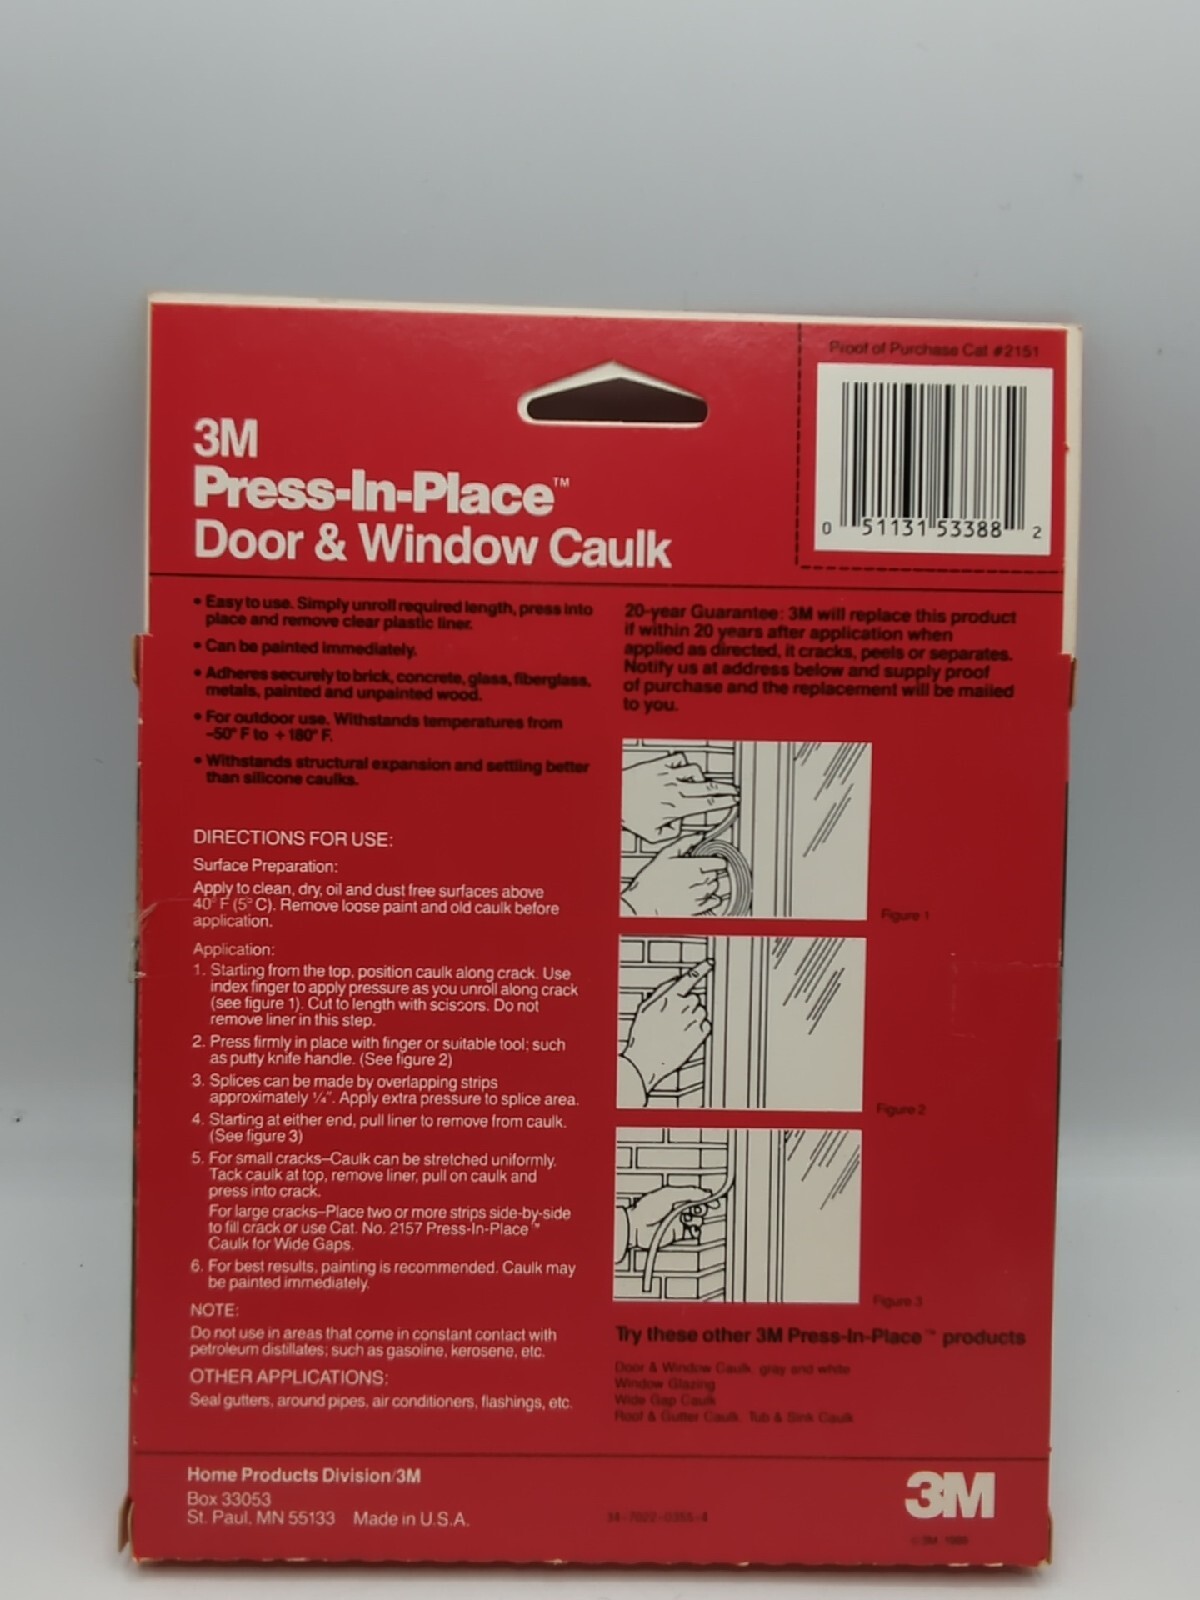 Proof of Purchase Cat #2151
0 51131 53388 2
3M
Press-In-Place™
Door & Window Caulk
• Easy to use. Simply unroll required length, press into
place and remove clear plastic liner.
• Can be painted immediately.
• Adheres securely to brick, concrete, glass, fiberglass,
metals, painted and unpainted wood.
• For outdoor use. Withstands temperatures from
-50° F to +180° F.
• Withstands structural expansion and settling better
than silicone caulks.
DIRECTIONS FOR USE:
Surface Preparation:
Apply to clean, dry, oil and dust free surfaces above
40° F (5° C). Remove loose paint and old caulk before
application.
Application:
1. Starting from the top, position caulk along crack. Use
index finger to apply pressure as you unroll along crack
(see figure 1). Cut to length with scissors. Do not
remove liner in this step.
2. Press firmly in place with finger or suitable tool; such
as putty knife handle. (See figure 2)
3. Splices can be made by overlapping strips
approximately ¼". Apply extra pressure to splice area.
4. Starting at either end, pull liner to remove from caulk.
(See figure 3)
5. For small cracks–Caulk can be stretched uniformly.
Tack caulk at top, remove liner, pull on caulk and
press into crack.
For large cracks–Place two or more strips side-by-side
to fill crack or use Cat. No. 2157 Press-In-Place™
Caulk for Wide Gaps.
6. For best results, painting is recommended. Caulk may
be painted immediately.
NOTE:
Do not use in areas that come in constant contact with
petroleum distillates; such as gasoline, kerosene, etc.
OTHER APPLICATIONS:
Seal gutters, around pipes, air conditioners, flashings, etc.
20-year Guarantee: 3M will replace this product
if within 20 years after application when
applied as directed, it cracks, peels or separates.
Notify us at address below and supply proof
of purchase and the replacement will be mailed
to you.
Figure 1
Figure 2
Figure 3
Try these other 3M Press-In-Place™ products
Door & Window Caulk, gray and white
Window Glazing
Wide Gap Caulk
Roof & Gutter Caulk, Tub & Sink Caulk
Home Products Division/3M
Box 33053
St. Paul, MN 55133 Made in U.S.A.
3M
©3M